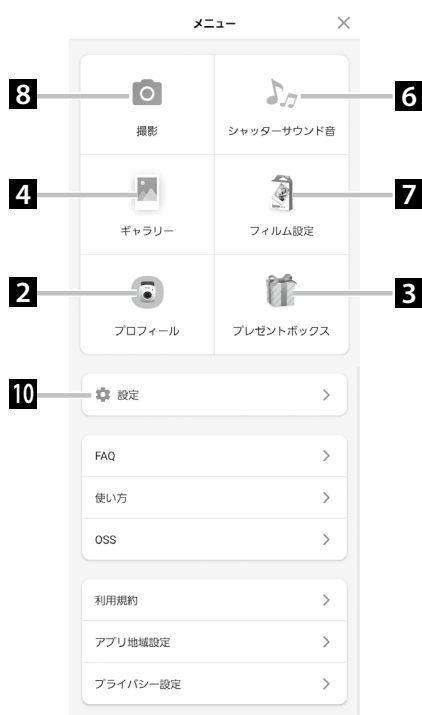 メニュー
8
6
撮影
シャッターサウンド音
4
7
ギャラリー
フィルム設定
2
3
プロフィール
プレゼントボックス
10
設定
FAQ
使い方
OSS
利用規約
アプリ地域設定
プライバシー設定